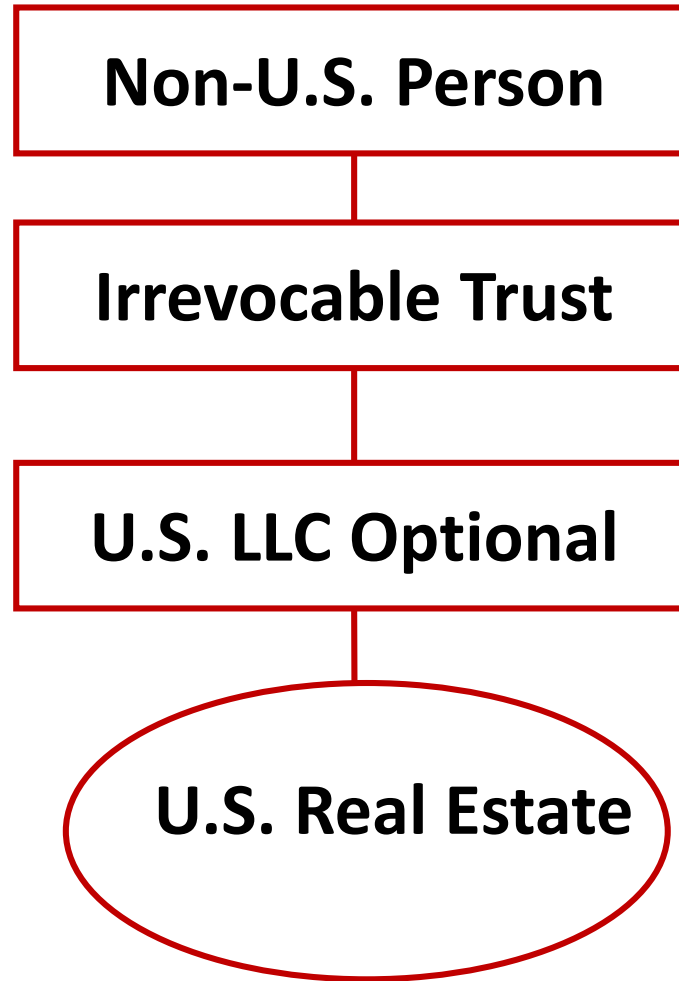 Non-U.S. Person
Irrevocable Trust
U.S. LLC Optional
U.S. Real Estate